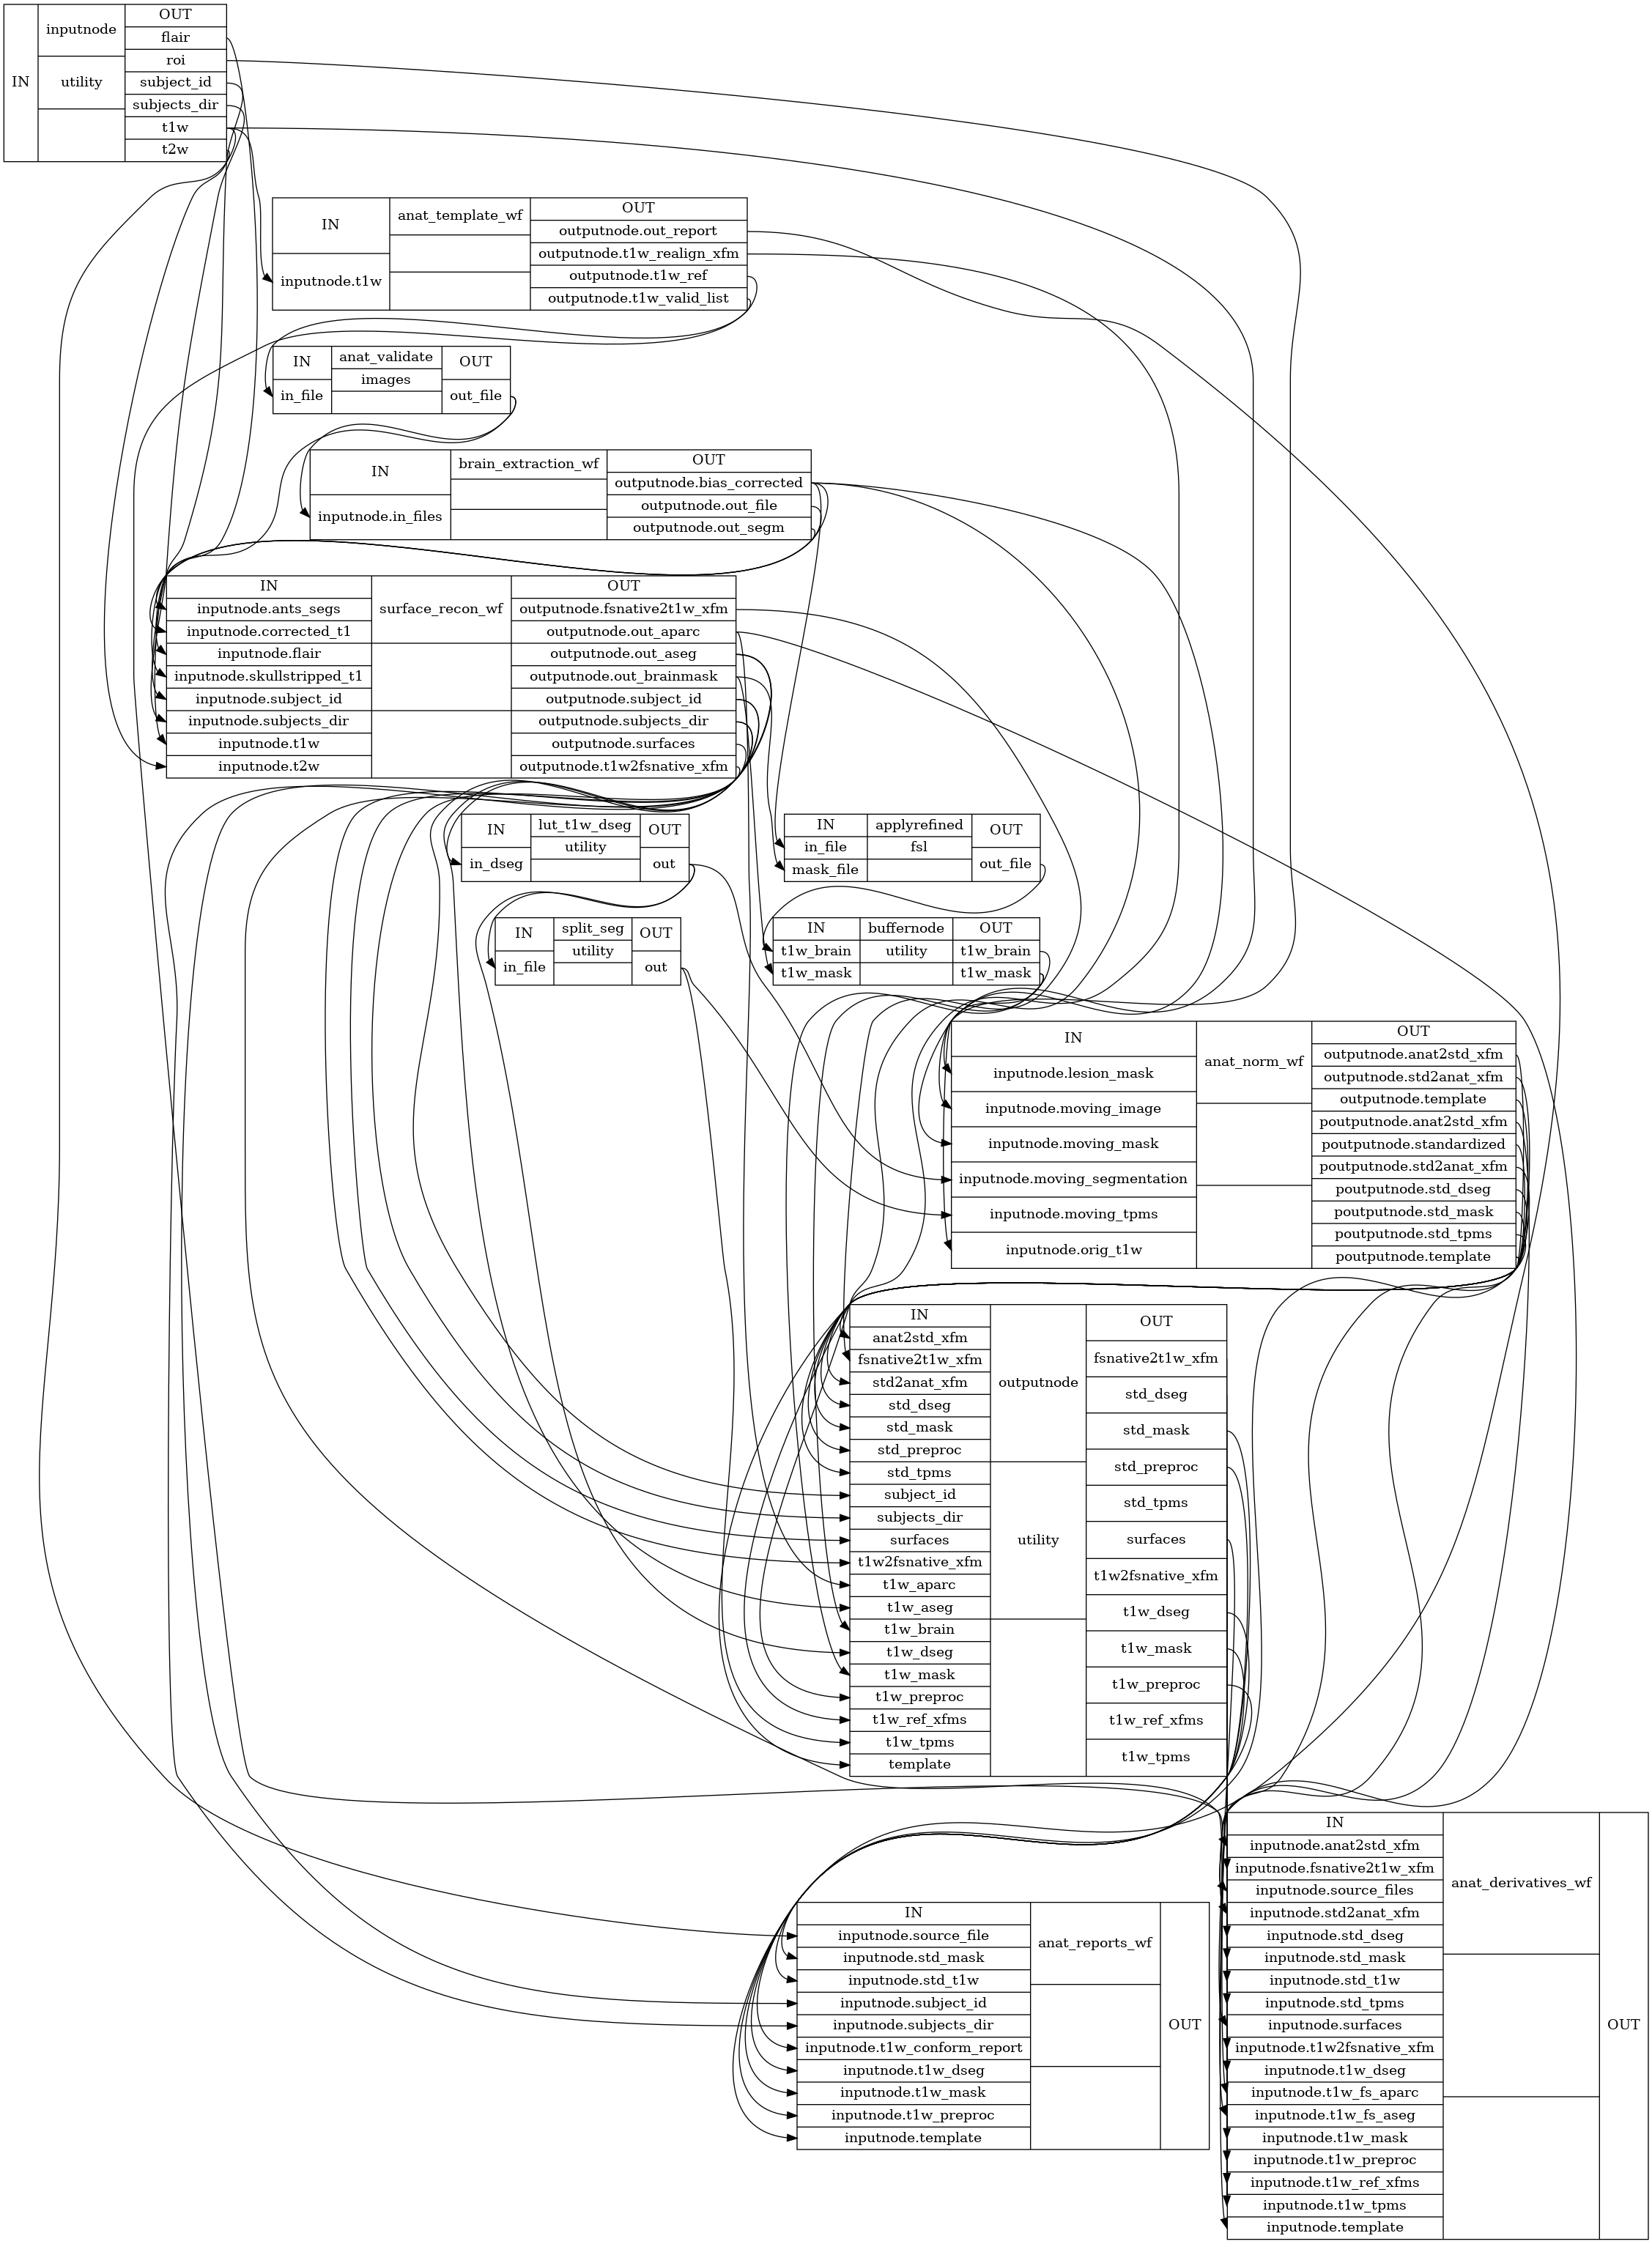 IN
inputnode
utility
OUT
flair
roi
subject_id
subjects_dir
t1w
t2w
IN
inputnode.t1w
anat_template_wf
OUT
outputnode.out_report
outputnode.t1w_realign_xfm
outputnode.t1w_ref
outputnode.t1w_valid_list
IN
in_file
anat_validate
images
OUT
out_file
IN
inputnode.in_files
brain_extraction_wf
OUT
outputnode.bias_corrected
outputnode.out_file
outputnode.out_segm
IN
inputnode.ants_segs
inputnode.corrected_t1
inputnode.flair
inputnode.skullstripped_t1
inputnode.subject_id
inputnode.subjects_dir
inputnode.t1w
inputnode.t2w
surface_recon_wf
OUT
outputnode.fsnative2t1w_xfm
outputnode.out_aparc
outputnode.out_aseg
outputnode.out_brainmask
outputnode.subject_id
outputnode.subjects_dir
outputnode.surfaces
outputnode.t1w2fsnative_xfm
IN
in_dseg
lut_t1w_dseg
utility
OUT
out
IN
in_file
mask_file
applyrefined
fsl
OUT
out_file
IN
in_file
split_seg
utility
OUT
out
IN
t1w_brain
t1w_mask
buffernode
utility
OUT
t1w_brain
t1w_mask
IN
inputnode.lesion_mask
inputnode.moving_image
inputnode.moving_mask
inputnode.moving_segmentation
inputnode.moving_tpms
inputnode.orig_t1w
anat_norm_wf
OUT
outputnode.anat2std_xfm
outputnode.std2anat_xfm
outputnode.template
poutputnode.anat2std_xfm
poutputnode.standardized
poutputnode.std2anat_xfm
poutputnode.std_dseg
poutputnode.std_mask
poutputnode.std_tpms
poutputnode.template
IN
anat2std_xfm
fsnative2t1w_xfm
std2anat_xfm
std_dseg
std_mask
std_preproc
std_tpms
subject_id
subjects_dir
surfaces
t1w2fsnative_xfm
t1w_aparc
t1w_aseg
t1w_brain
t1w_dseg
t1w_mask
t1w_preproc
t1w_ref_xfms
t1w_tpms
template
outputnode
utility
OUT
fsnative2t1w_xfm
std_dseg
std_mask
std_preproc
std_tpms
surfaces
t1w2fsnative_xfm
t1w_dseg
t1w_mask
t1w_preproc
t1w_ref_xfms
t1w_tpms
IN
inputnode.source_file
inputnode.std_mask
inputnode.std_t1w
inputnode.subject_id
inputnode.subjects_dir
inputnode.t1w_conform_report
inputnode.t1w_dseg
inputnode.t1w_mask
inputnode.t1w_preproc
inputnode.template
anat_reports_wf
OUT
IN
inputnode.anat2std_xfm
inputnode.fsnative2t1w_xfm
inputnode.source_files
inputnode.std2anat_xfm
inputnode.std_dseg
inputnode.std_mask
inputnode.std_t1w
inputnode.std_tpms
inputnode.surfaces
inputnode.t1w2fsnative_xfm
inputnode.t1w_dseg
inputnode.t1w_fs_aparc
inputnode.t1w_fs_aseg
inputnode.t1w_mask
inputnode.t1w_preproc
inputnode.t1w_ref_xfms
inputnode.t1w_tpms
inputnode.template
anat_derivatives_wf
OUT